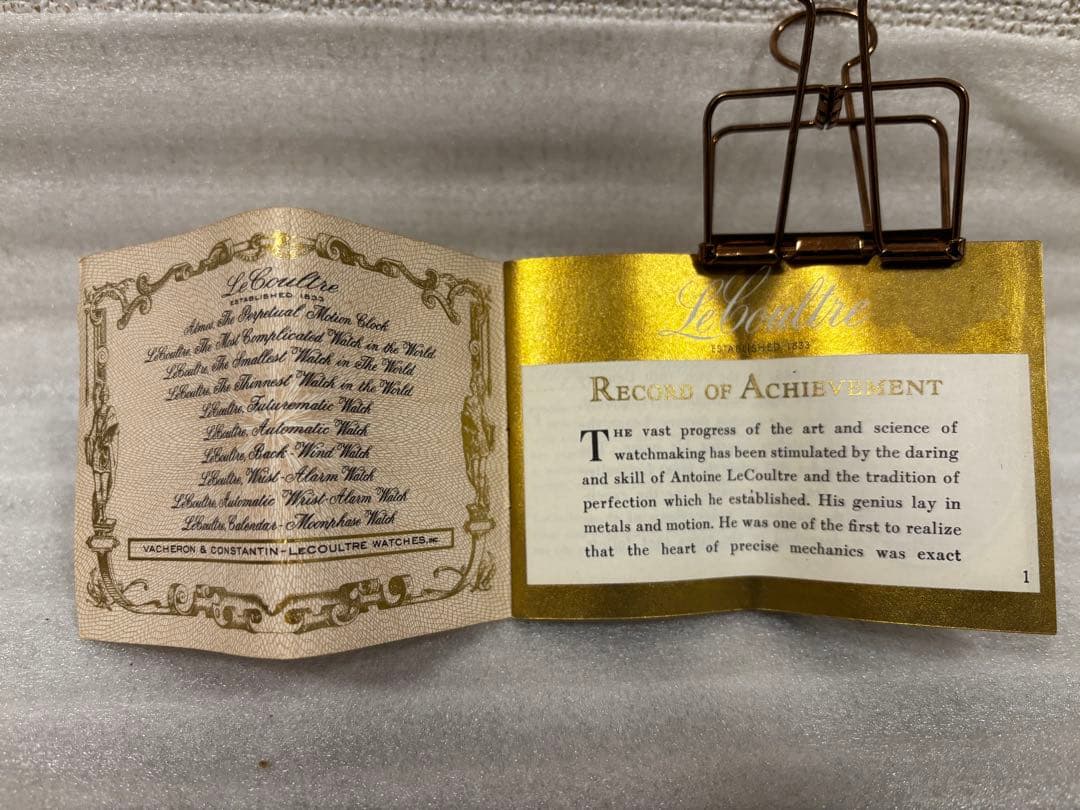 LeCoultre
ESTABLISHED 1833
Atmos, The Perpetual Motion Clock
LeCoultre, The Most Complicated Watch in the World
LeCoultre, The Smallest Watch in The World
LeCoultre, The Thinnest Watch in the World
LeCoultre, Futurematic Watch
LeCoultre, Automatic Watch
LeCoultre, Back-Wind Watch
LeCoultre, Wrist-Alarm Watch
LeCoultre, Automatic Wrist-Alarm Watch
LeCoultre, Calendar-Moonphase Watch
VACHERON & CONSTANTIN-LECOULTRE WATCHES, INC
LeCoultre
ESTABLISHED 1833
RECORD OF ACHIEVEMENT
THE vast progress of the art and science of
watchmaking has been stimulated by the daring
and skill of Antoine LeCoultre and the tradition of
perfection which he established. His genius lay in
metals and motion. He was one of the first to realize
that the heart of precise mechanics was exact
1